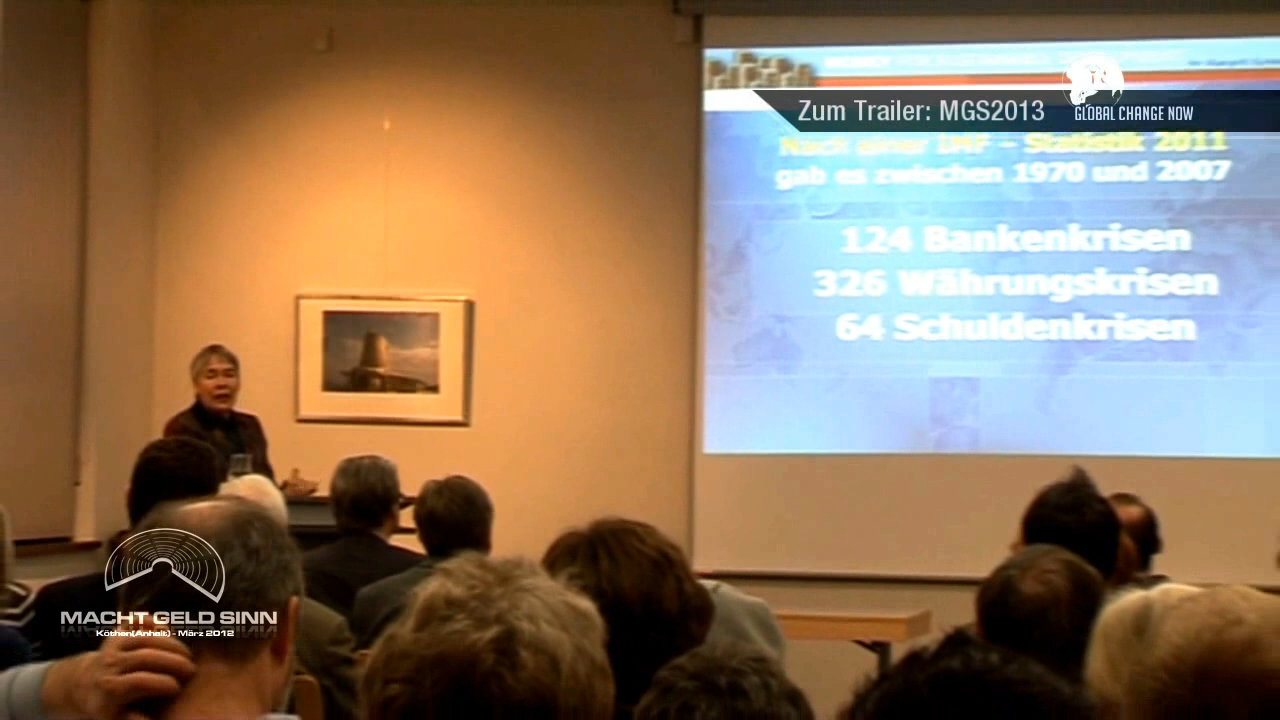 Zum Trailer: MGS2013
GLOBAL CHANGE NOW
Nach einer IMF - Statistik 2011
gab es zwischen 1970 und 2007
124 Bankenkrisen
326 Währungskrisen
64 Schuldenkrisen
MACHT GELD SINN
Köthen(Anhalt) - März 2012